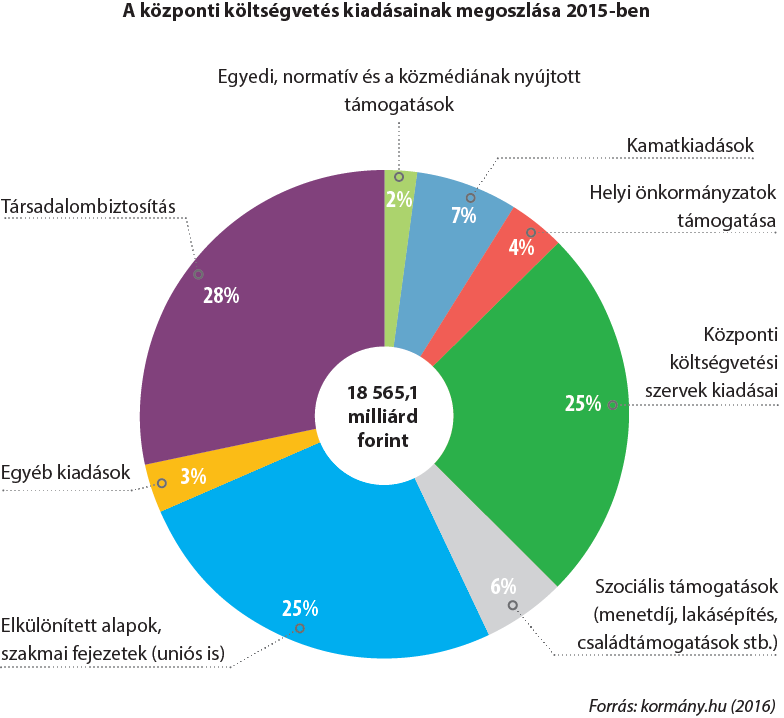 A központi költségvetés kiadásainak megoszlása 2015-ben
Egyedi, normatív és a közmédiának nyújtott
támogatások
2%
Kamatkiadások
7%
Helyi önkormányzatok
támogatása
4%
Központi
költségvetési
szervek kiadásai
25%
Szociális támogatások
(menetdíj, lakásépítés,
családtámogatások stb.)
6%
Elkülönített alapok,
szakmai fejezetek (uniós is)
25%
Egyéb kiadások
3%
Társadalombiztosítás
28%
18 565,1
milliárd
forint
Forrás: kormány.hu (2016)